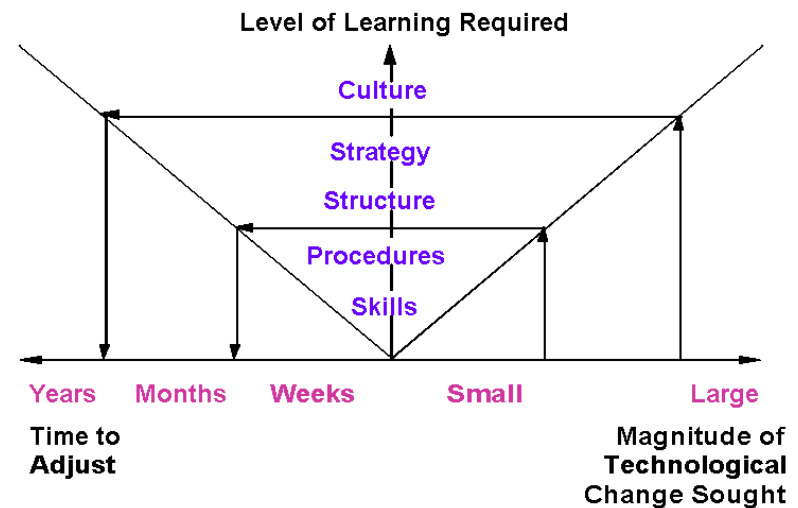 Level of Learning Required
Culture
Strategy
Structure
Procedures
Skills
Years Months Weeks Small Large
Time to
Adjust
Magnitude of
Technological
Change Sought